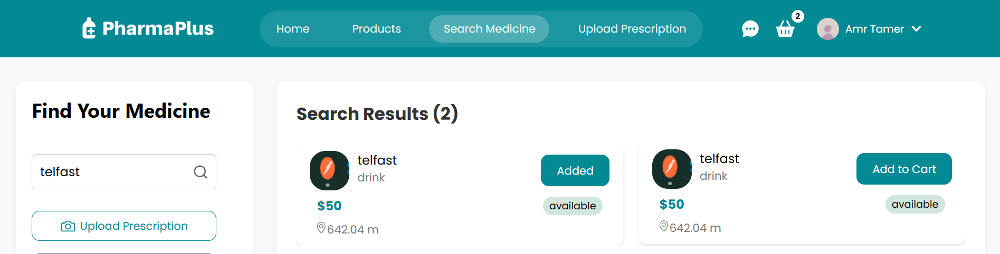 PharmaPlus
Home
Products
Search Medicine
Upload Prescription
2
Amr Tamer
Find Your Medicine
telfast
Upload Prescription
Search Results (2)
telfast
drink
Added
$50
available
642.04 m
telfast
drink
Add to Cart
$50
available
642.04 m